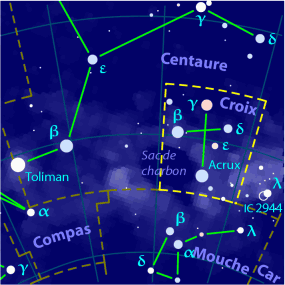 γ
δ
Centaure
ε
γ
Croix
β
δ
β
ε
Sac de
charbon
Acrux
Toliman
λ
IC 2944
α
Compas
β
λ
α
δ
Mouche
Car
γ